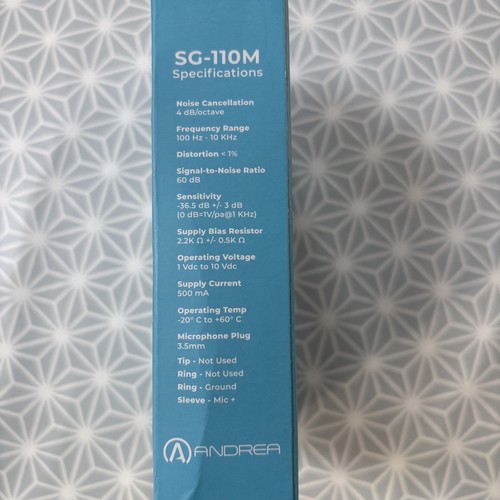 SG-110M
Specifications
Noise Cancellation
4 dB/octave
Frequency Range
100 Hz - 10 KHz
Distortion < 1%
Signal-to-Noise Ratio
60 dB
Sensitivity
-36.5 dB +/- 3 dB
(0 dB=1V/pa@1 KHz)
Supply Bias Resistor
2.2K Ω +/- 0.5K Ω
Operating Voltage
1 Vdc to 10 Vdc
Supply Current
500 mA
Operating Temp
-20° C to +60° C
Microphone Plug
3.5mm
Tip - Not Used
Ring - Not Used
Ring - Ground
Sleeve - Mic +
ANDREA